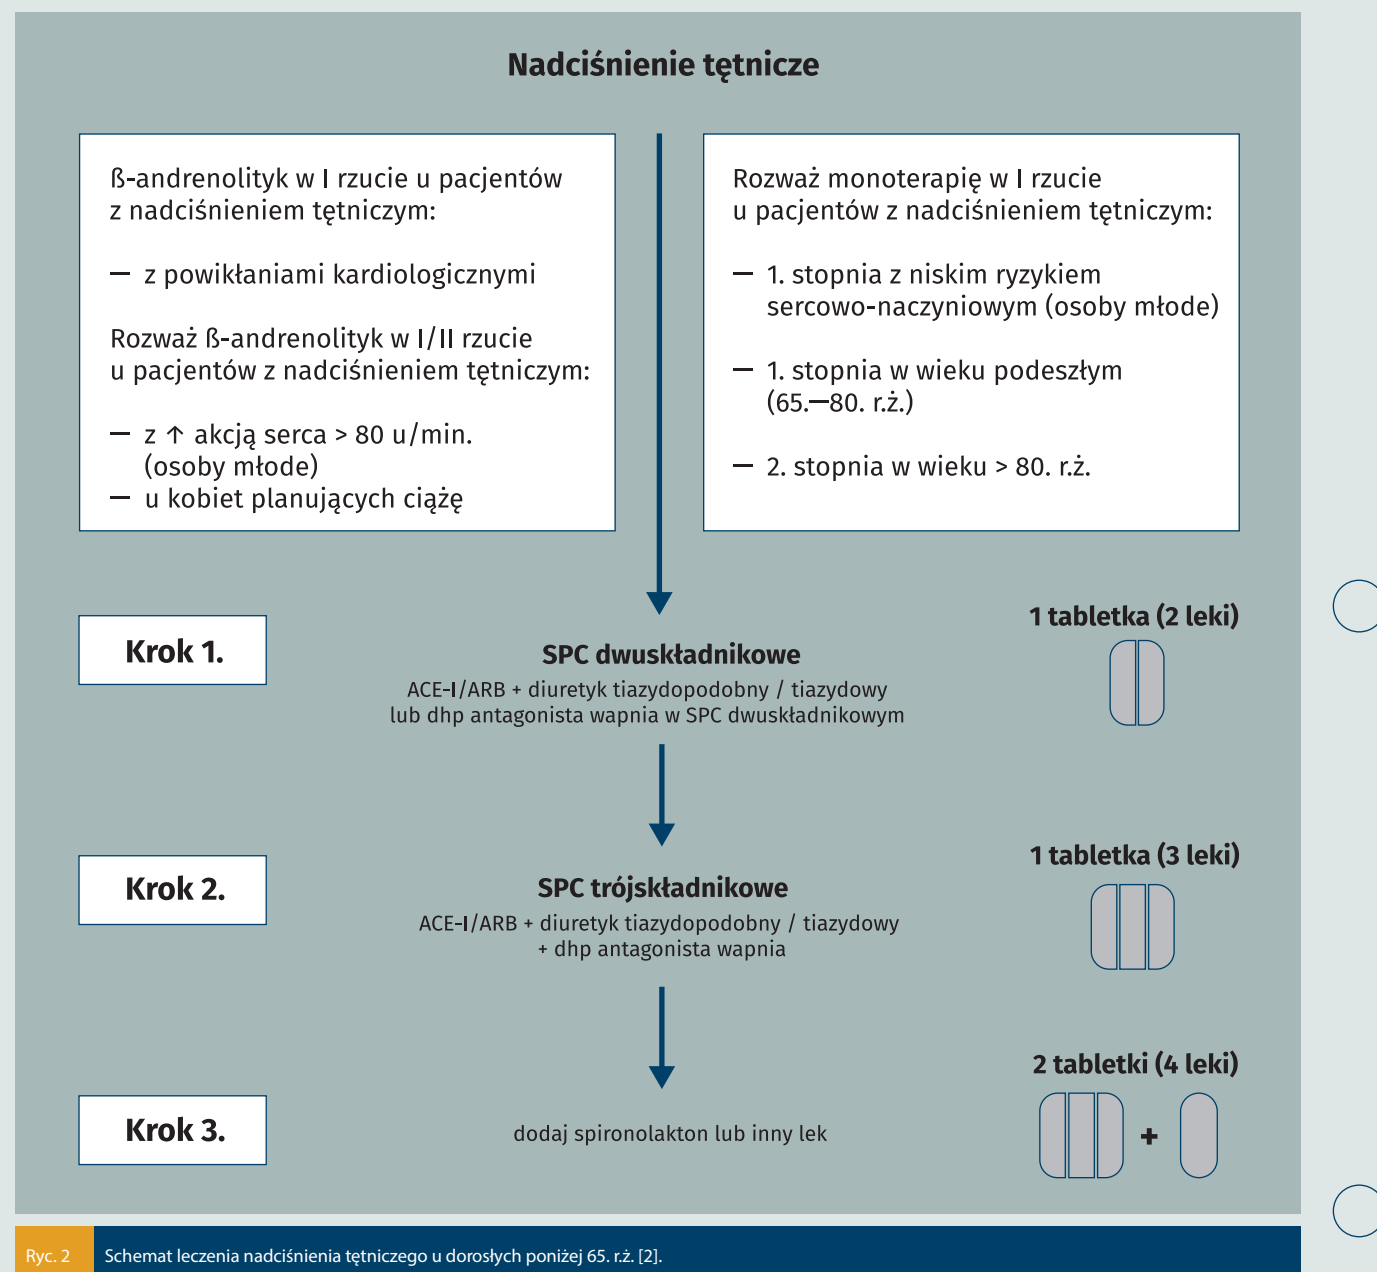 Nadciśnienie tętnicze
ß-andrenolityk w I rzucie u pacjentów
z nadciśnieniem tętniczym:
— z powikłaniami kardiologicznymi
Rozważ ß-andrenolityk w I/II rzucie
u pacjentów z nadciśnieniem tętniczym:
— z ↑ akcją serca > 80 u/min.
(osoby młode)
— u kobiet planujących ciążę
Rozważ monoterapię w I rzucie
u pacjentów z nadciśnieniem tętniczym:
— 1. stopnia z niskim ryzykiem
sercowo-naczyniowym (osoby młode)
— 1. stopnia w wieku podeszłym
(65.—80. r.ż.)
— 2. stopnia w wieku > 80. r.ż.
Krok 1.
SPC dwuskładnikowe
ACE-I/ARB + diuretyk tiazydopodobny / tiazydowy
lub dhp antagonista wapnia w SPC dwuskładnikowym
1 tabletka (2 leki)
Krok 2.
SPC trójskładnikowe
ACE-I/ARB + diuretyk tiazydopodobny / tiazydowy
+ dhp antagonista wapnia
1 tabletka (3 leki)
Krok 3.
dodaj spironolakton lub inny lek
2 tabletki (4 leki)
+
Ryc. 2 Schemat leczenia nadciśnienia tętniczego u dorosłych poniżej 65. r.ż. [2].